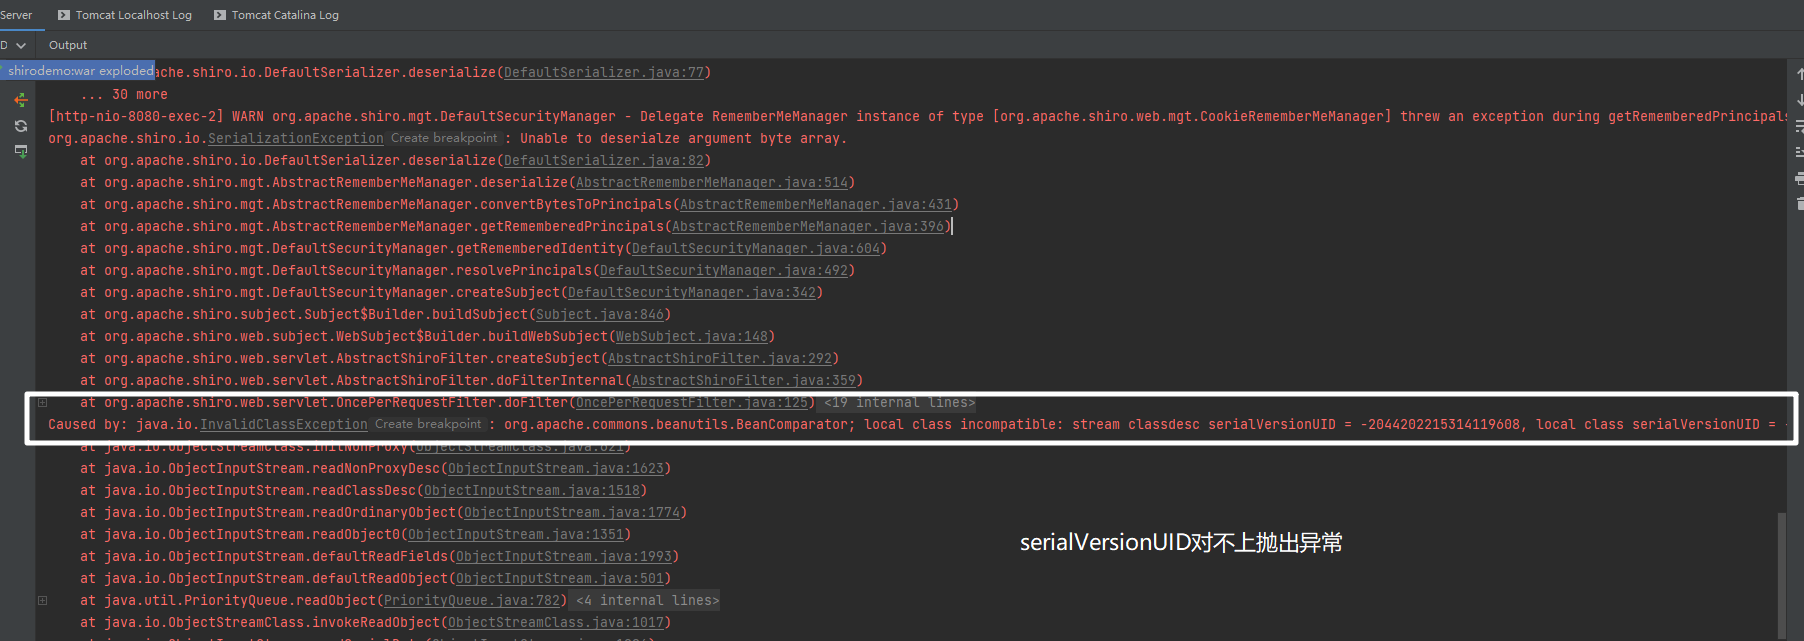 Server Tomcat Localhost Log Tomcat Catalina Log
D Output
shirodemo:war exploded ache.shiro.io.DefaultSerializer.deserialize(DefaultSerializer.java:77)
... 30 more
[http-nio-8080-exec-2] WARN org.apache.shiro.mgt.DefaultSecurityManager - Delegate RememberMeManager instance of type [org.apache.shiro.web.mgt.CookieRememberMeManager] threw an exception during getRememberedPrincipals
org.apache.shiro.io.SerializationException Create breakpoint : Unable to deserialze argument byte array.
at org.apache.shiro.io.DefaultSerializer.deserialize(DefaultSerializer.java:82)
at org.apache.shiro.mgt.AbstractRememberMeManager.deserialize(AbstractRememberMeManager.java:514)
at org.apache.shiro.mgt.AbstractRememberMeManager.convertBytesToPrincipals(AbstractRememberMeManager.java:431)
at org.apache.shiro.mgt.AbstractRememberMeManager.getRememberedPrincipals(AbstractRememberMeManager.java:396)
at org.apache.shiro.mgt.DefaultSecurityManager.getRememberedIdentity(DefaultSecurityManager.java:604)
at org.apache.shiro.mgt.DefaultSecurityManager.resolvePrincipals(DefaultSecurityManager.java:492)
at org.apache.shiro.mgt.DefaultSecurityManager.createSubject(DefaultSecurityManager.java:342)
at org.apache.shiro.subject.Subject$Builder.buildSubject(Subject.java:846)
at org.apache.shiro.web.subject.WebSubject$Builder.buildWebSubject(WebSubject.java:148)
at org.apache.shiro.web.servlet.AbstractShiroFilter.createSubject(AbstractShiroFilter.java:292)
at org.apache.shiro.web.servlet.AbstractShiroFilter.doFilterInternal(AbstractShiroFilter.java:359)
at org.apache.shiro.web.servlet.OncePerRequestFilter.doFilter(OncePerRequestFilter.java:125) <19 internal lines>
Caused by: java.io.InvalidClassException Create breakpoint : org.apache.commons.beanutils.BeanComparator; local class incompatible: stream classdesc serialVersionUID = -2044202215314119608, local class serialVersionUID = -
at java.io.ObjectStreamClass.initNonProxy(ObjectStreamClass.java:621)
at java.io.ObjectInputStream.readNonProxyDesc(ObjectInputStream.java:1623)
at java.io.ObjectInputStream.readClassDesc(ObjectInputStream.java:1518)
at java.io.ObjectInputStream.readOrdinaryObject(ObjectInputStream.java:1774)
at java.io.ObjectInputStream.readObject0(ObjectInputStream.java:1351)
at java.io.ObjectInputStream.defaultReadFields(ObjectInputStream.java:1993)
serialVersionUID对不上抛出异常
at java.io.ObjectInputStream.defaultReadObject(ObjectInputStream.java:501)
at java.util.PriorityQueue.readObject(PriorityQueue.java:782) <4 internal lines>
at java.io.ObjectStreamClass.invokeReadObject(ObjectStreamClass.java:1017)